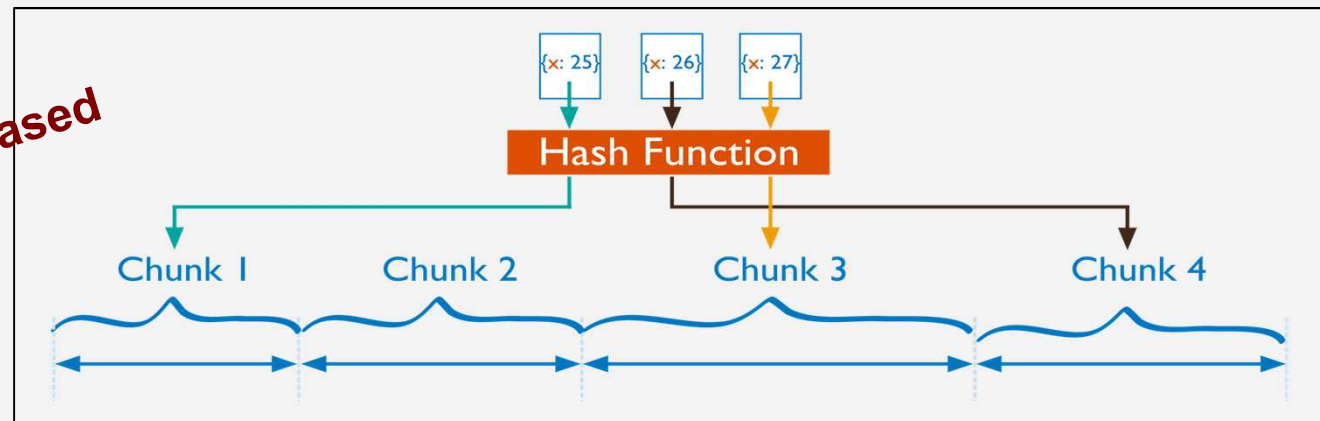 ased
{x: 25} {x: 26} {x: 27}
Hash Function
Chunk 1 Chunk 2 Chunk 3 Chunk 4